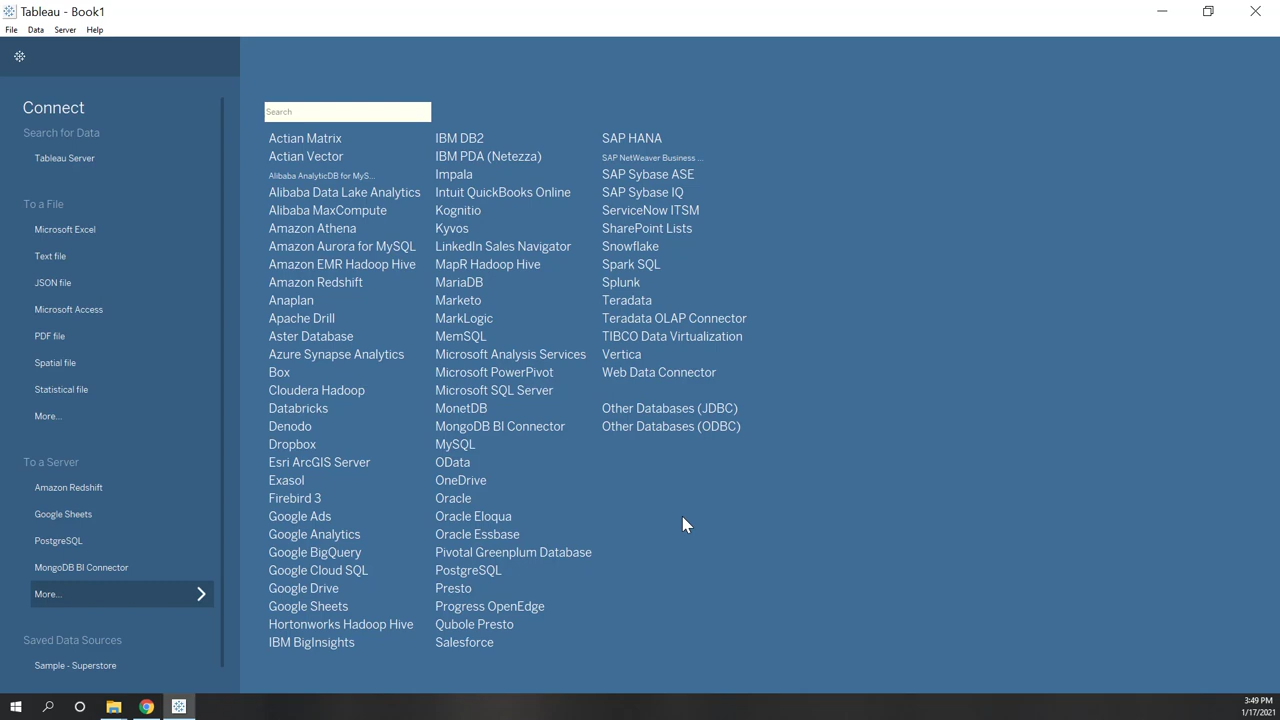 Tableau - Book1
File Data Server Help
Connect
Search for Data
Tableau Server
To a File
Microsoft Excel
Text file
JSON file
Microsoft Access
PDF file
Spatial file
Statistical file
More...
To a Server
Amazon Redshift
Google Sheets
PostgreSQL
MongoDB BI Connector
More...
Saved Data Sources
Sample - Superstore
Search
Actian Matrix
Actian Vector
Alibaba AnalyticDB for MyS...
Alibaba Data Lake Analytics
Alibaba MaxCompute
Amazon Athena
Amazon Aurora for MySQL
Amazon EMR Hadoop Hive
Amazon Redshift
Anaplan
Apache Drill
Aster Database
Azure Synapse Analytics
Box
Cloudera Hadoop
Databricks
Denodo
Dropbox
Esri ArcGIS Server
Exasol
Firebird 3
Google Ads
Google Analytics
Google BigQuery
Google Cloud SQL
Google Drive
Google Sheets
Hortonworks Hadoop Hive
IBM BigInsights
IBM DB2
IBM PDA (Netezza)
Impala
Intuit QuickBooks Online
Kognitio
Kyvos
LinkedIn Sales Navigator
MapR Hadoop Hive
MariaDB
Marketo
MarkLogic
MemSQL
Microsoft Analysis Services
Microsoft PowerPivot
Microsoft SQL Server
MonetDB
MongoDB BI Connector
MySQL
OData
OneDrive
Oracle
Oracle Eloqua
Oracle Essbase
Pivotal Greenplum Database
PostgreSQL
Presto
Progress OpenEdge
Qubole Presto
Salesforce
SAP HANA
SAP NetWeaver Business ...
SAP Sybase ASE
SAP Sybase IQ
ServiceNow ITSM
SharePoint Lists
Snowflake
Spark SQL
Splunk
Teradata
Teradata OLAP Connector
TIBCO Data Virtualization
Vertica
Web Data Connector
Other Databases (JDBC)
Other Databases (ODBC)
3:49 PM
1/17/2021